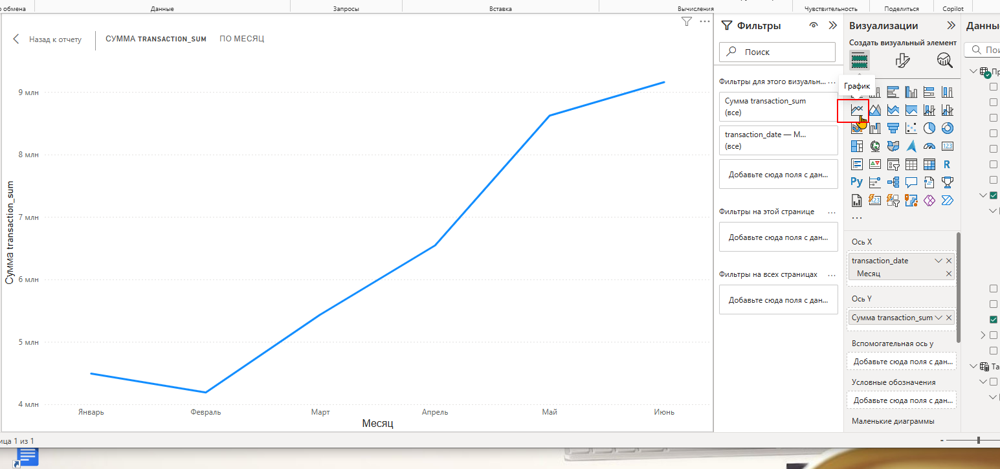 о обмена
Данные
Запросы
Вставка
Вычисления
Чувствительность
Поделиться
Copilot
Назад к отчету
СУММА TRANSACTION_SUM
ПО МЕСЯЦ
9 млн
8 млн
7 млн
6 млн
5 млн
4 млн
Сумма transaction_sum
Январь
Февраль
Март
Апрель
Май
Июнь
Месяц
Фильтры
Поиск
Фильтры для этого визуальн...
Сумма transaction_sum
(все)
transaction_date — М...
(все)
Добавьте сюда поля с дан...
Фильтры на этой странице
Добавьте сюда поля с дан...
Фильтры на всех страницах
Добавьте сюда поля с дан...
Визуализации
Создать визуальный элемент
График
123
R
Py
123
Ось X
transaction_date
Месяц
Ось Y
Сумма transaction_sum
Вспомогательная ось y
Добавьте сюда поля с дан...
Условные обозначения
Добавьте сюда поля с дан...
Маленькие диаграммы
Данны
Пои
Пр
Та
ица 1 из 1